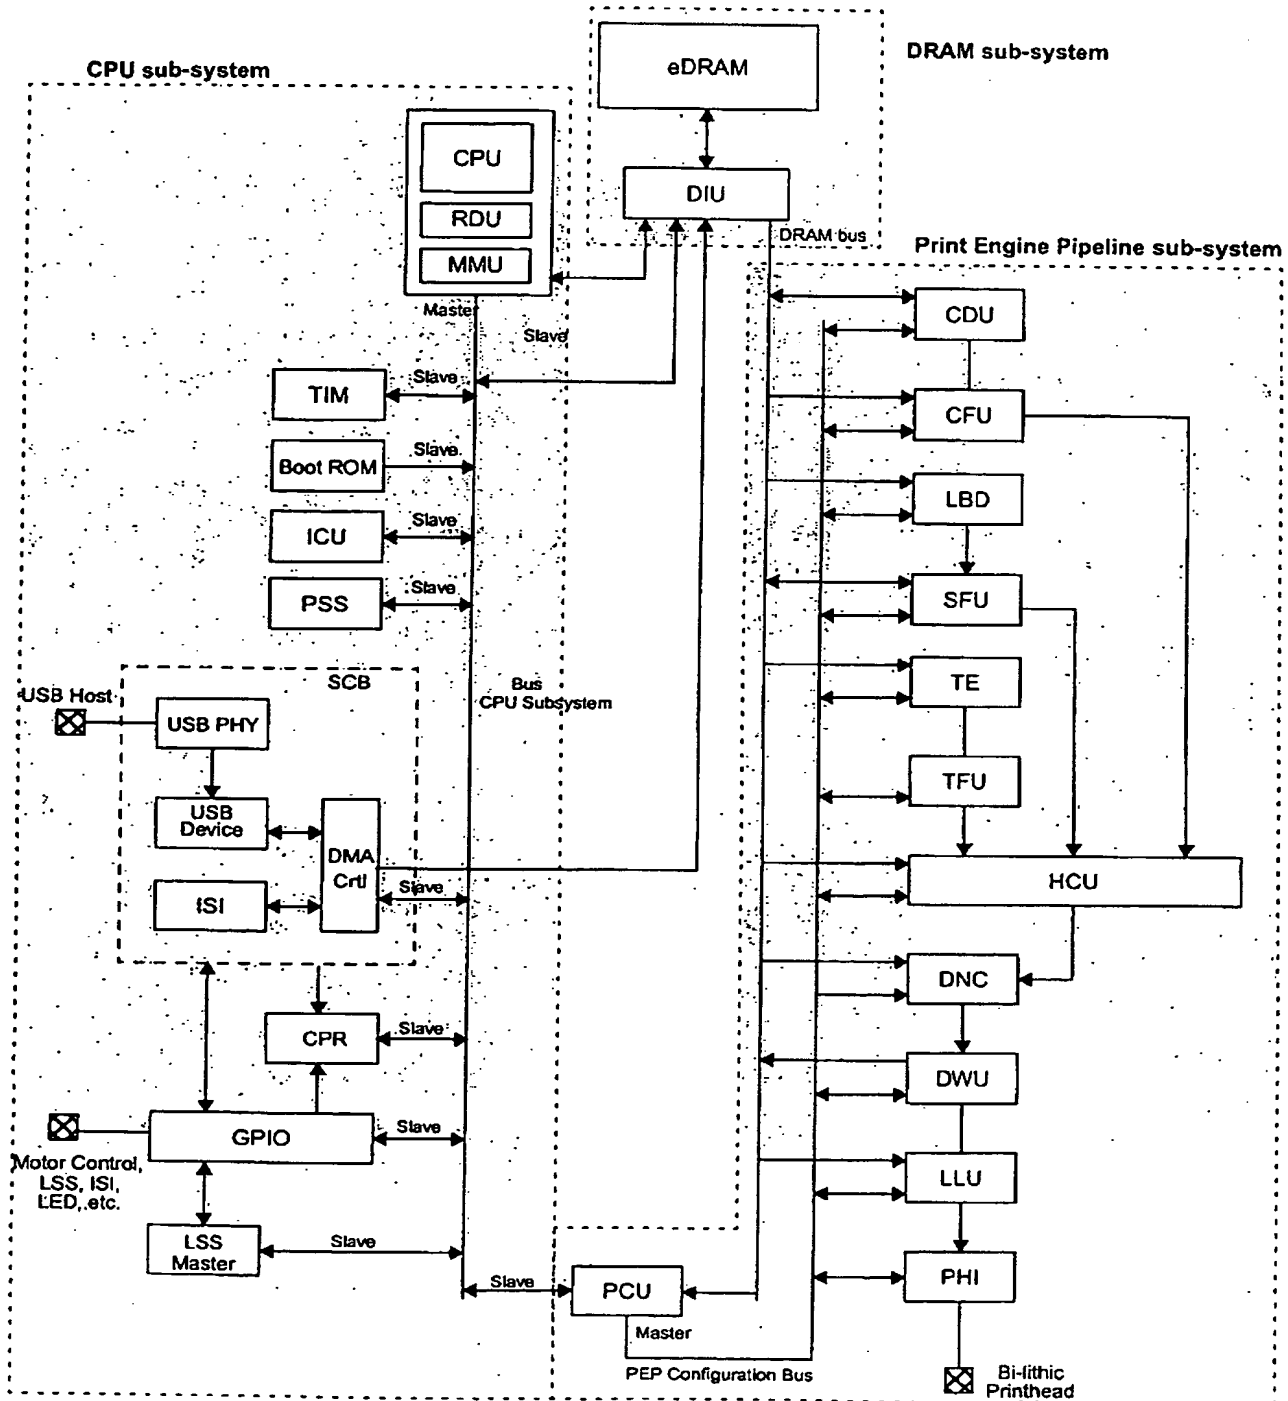 CPU sub-system
DRAM sub-system
eDRAM
CPU
RDU
MMU
DIU
DRAM bus
Print Engine Pipeline sub-system
Master
Slave
CDU
TIM
Slave
CFU
Boot ROM
Slave
LBD
ICU
Slave
PSS
Slave
SFU
SCB
TE
USB Host
USB PHY
Bus
CPU Subsystem
TFU
USB
Device
DMA
Crtl
HCU
ISI
Slave
DNC
CPR
Slave
DWU
GPIO
Slave
Motor Control,
LSS, ISI,
LED, etc.
LLU
LSS
Master
Slave
Slave
PCU
PHI
Master
PEP Configuration Bus
Bi-lithic
Printhead